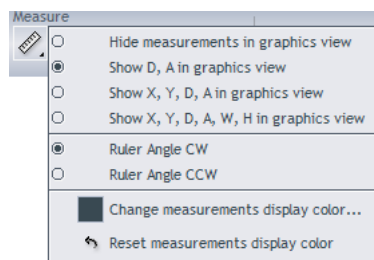 Measure
Hide measurements in graphics view
Show D, A in graphics view
Show X, Y, D, A in graphics view
Show X, Y, D, A, W, H in graphics view
Ruler Angle CW
Ruler Angle CCW
Change measurements display color...
Reset measurements display color